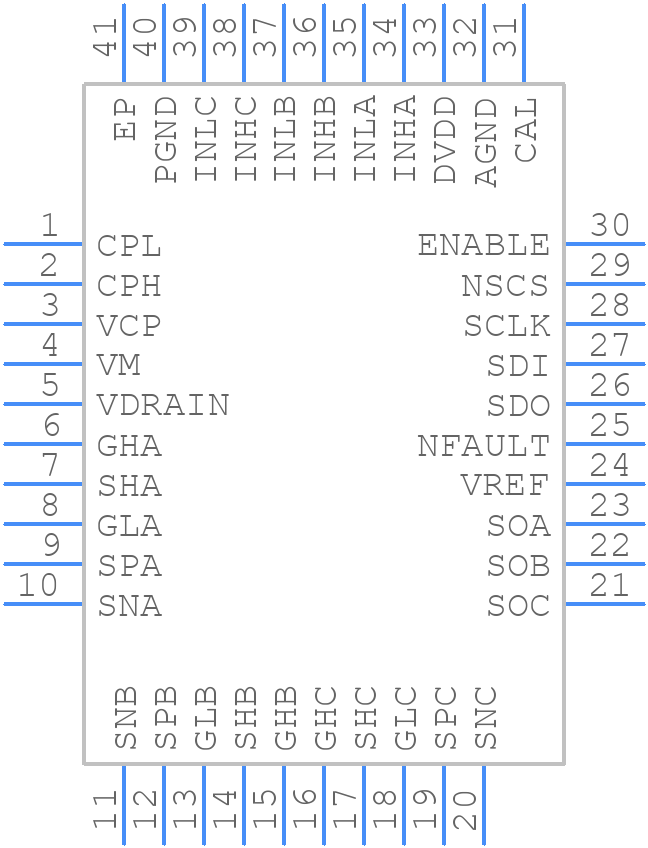 41 40 39 38 37 36 35 34 33 32 31
EP PGND INLC INHC INLB INHB INLA INHA DVDD AGND CAL
1 CPL ENABLE 30
2 CPH NSCS 29
3 VCP SCLK 28
4 VM SDI 27
5 VDRAIN SDO 26
6 GHA NFAULT 25
7 SHA VREF 24
8 GLA SOA 23
9 SPA SOB 22
10 SNA SOC 21
SNB SPB GLB SHB GHB GHC SHC GLC SPC SNC
11 12 13 14 15 16 17 18 19 20